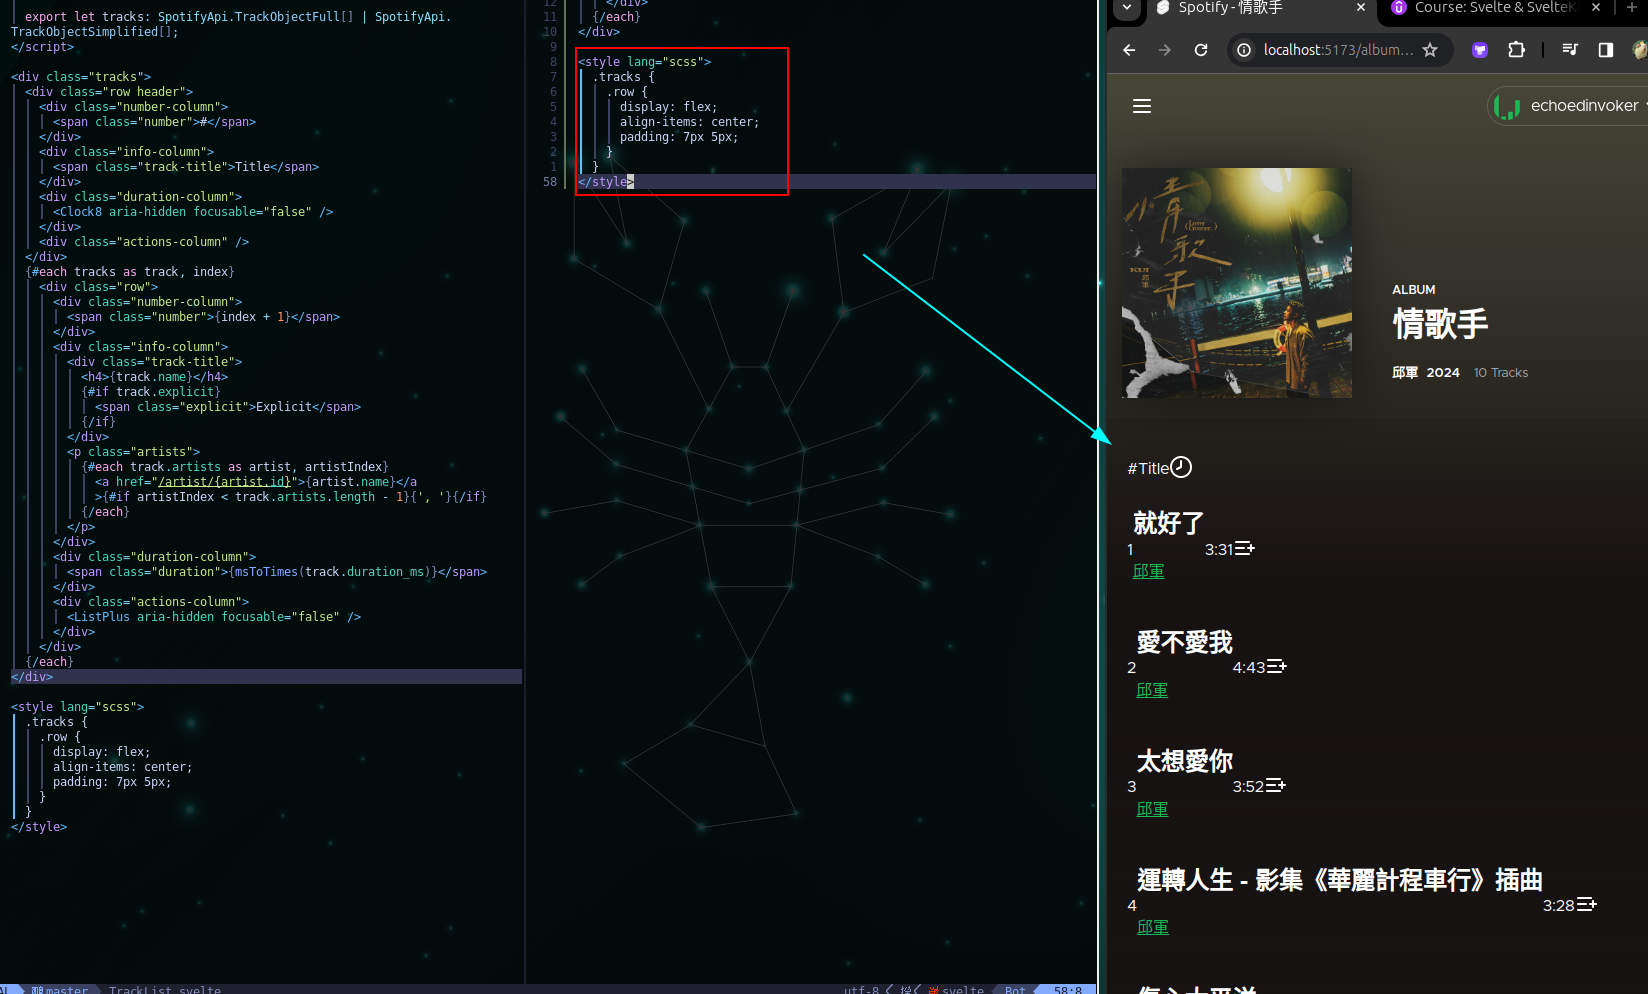 export let tracks: SpotifyApi.TrackObjectFull[] | SpotifyApi.
TrackObjectSimplified[];
</script>
<div class="tracks">
<div class="row header">
<div class="number-column">
<span class="number">#</span>
</div>
<div class="info-column">
<span class="track-title">Title</span>
</div>
<div class="duration-column">
<Clock8 aria-hidden focusable="false" />
</div>
<div class="actions-column" />
</div>
{#each tracks as track, index}
<div class="row">
<div class="number-column">
<span class="number">{index + 1}</span>
</div>
<div class="info-column">
<div class="track-title">
<h4>{track.name}</h4>
{#if track.explicit}
<span class="explicit">Explicit</span>
{/if}
</div>
<p class="artists">
{#each track.artists as artist, artistIndex}
<a href="/artist/{artist.id}">{artist.name}</a
>{#if artistIndex < track.artists.length - 1}{', '}{/if}
{/each}
</p>
</div>
<div class="duration-column">
<span class="duration">{msToTimes(track.duration_ms)}</span>
</div>
<div class="actions-column">
<ListPlus aria-hidden focusable="false" />
</div>
</div>
{/each}
</div>
<style lang="scss">
.tracks {
.row {
display: flex;
align-items: center;
padding: 7px 5px;
}
}
</style>
master TrackList.svelte
12 </div>
11 {/each}
10 </div>
9
8 <style lang="scss">
7 .tracks {
6 .row {
5 display: flex;
4 align-items: center;
3 padding: 7px 5px;
2 }
1 }
58 </style>
utf-8 svelte Bot 58:8
Spotify - 情歌手
Course: Svelte & SvelteK
localhost:5173/album...
echoedinvoker
情歌手
(Lover Crooner.)
邱軍
ALBUM
情歌手
邱軍 2024 10 Tracks
#Title
就好了
1 3:31
邱軍
愛不愛我
2 4:43
邱軍
太想愛你
3 3:52
邱軍
運轉人生 - 影集《華麗計程車行》插曲
4 3:28
邱軍
傷心太平洋